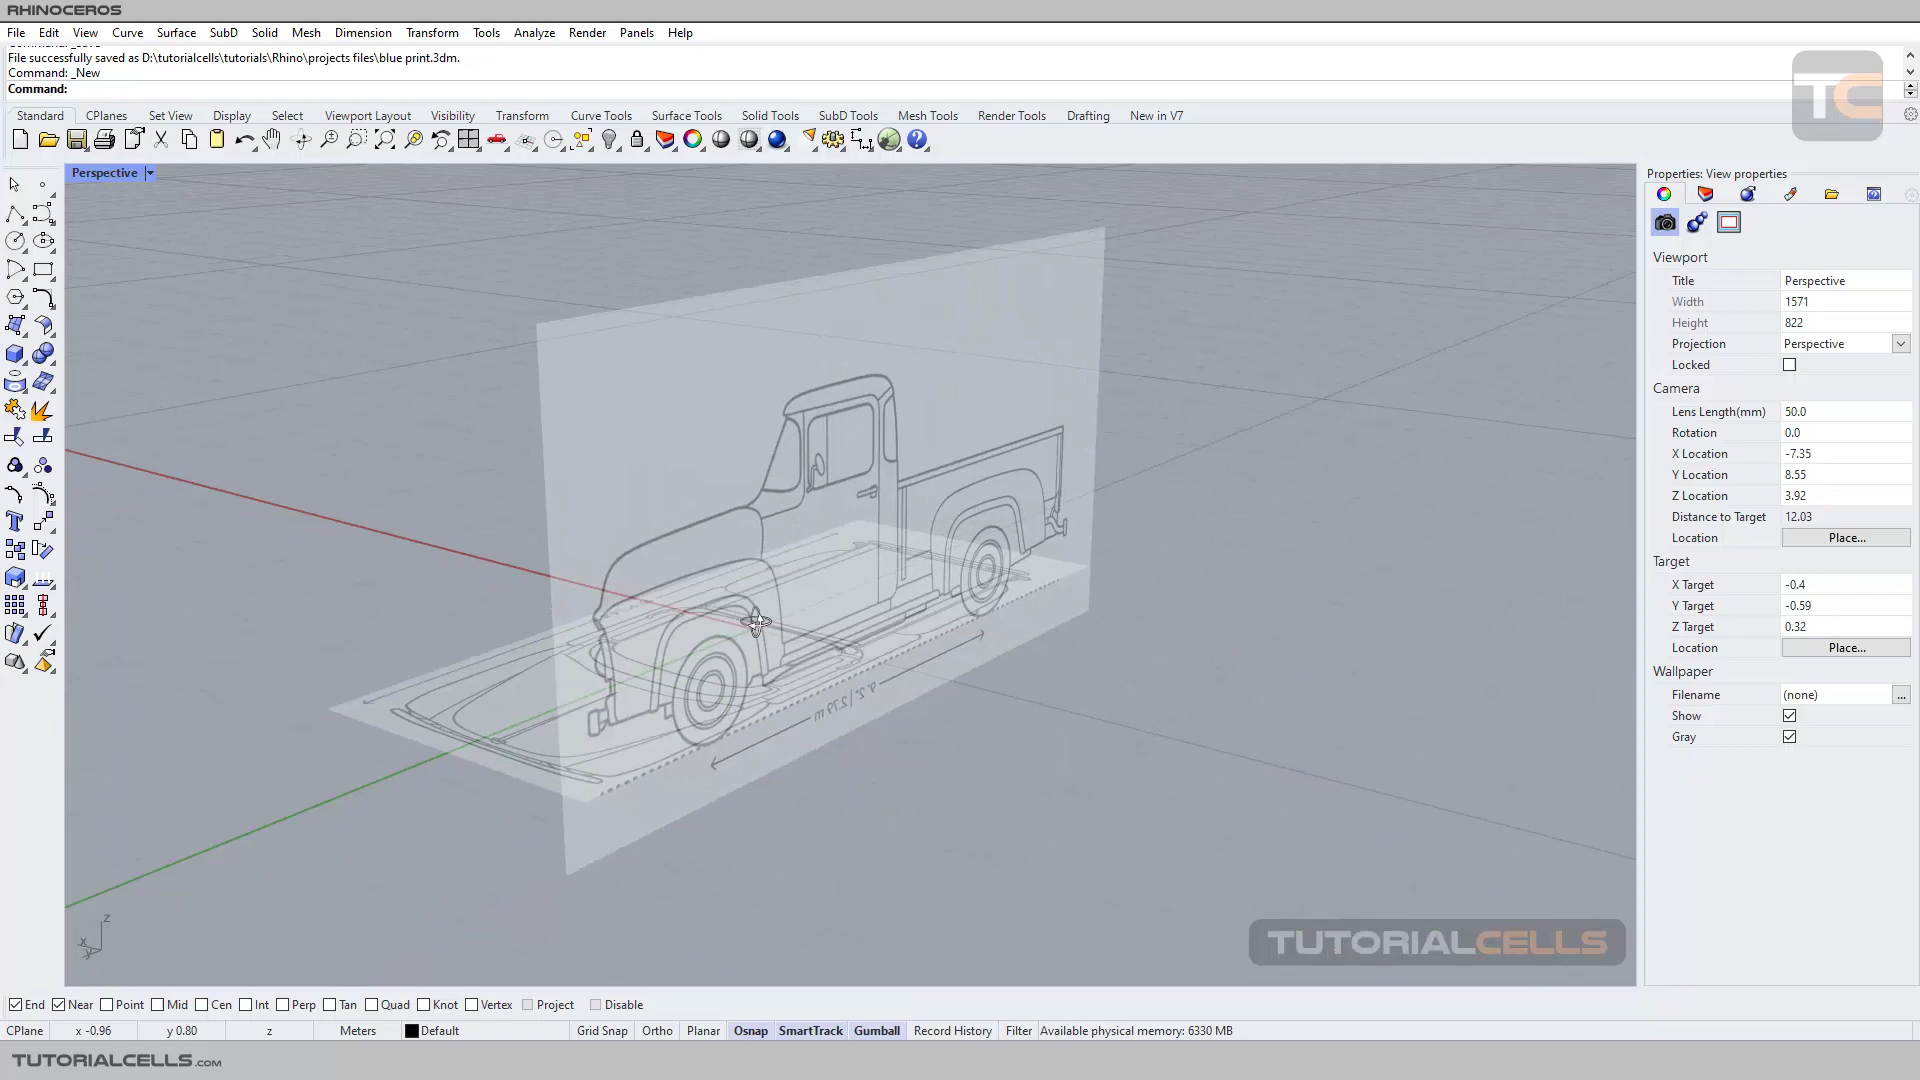 RHINOCEROS
File Edit View Curve Surface SubD Solid Mesh Dimension Transform Tools Analyze Render Panels Help
File successfully saved as D:\tutorialcells\tutorials\Rhino\projects files\blue print.3dm.
Command: _New
Command:
TC
Standard CPlanes Set View Display Select Viewport Layout Visibility Transform Curve Tools Surface Tools Solid Tools SubD Tools Mesh Tools Render Tools Drafting New in V7
Perspective
Properties: View properties
Viewport
Title Perspective
Width 1571
Height 822
Projection Perspective
Locked
Camera
Lens Length(mm) 50.0
Rotation 0.0
X Location -7.35
Y Location 8.55
Z Location 3.92
Distance to Target 12.03
Location Place...
Target
X Target -0.4
Y Target -0.59
Z Target 0.32
Location Place...
Wallpaper
Filename (none) ...
Show
Gray
z
x
y
TUTORIALCELLS
End Near Point Mid Cen Int Perp Tan Quad Knot Vertex Project Disable
CPlane x -0.96 y 0.80 z Meters Default Grid Snap Ortho Planar Osnap SmartTrack Gumball Record History Filter Available physical memory: 6330 MB
TUTORIALCELLS.COM